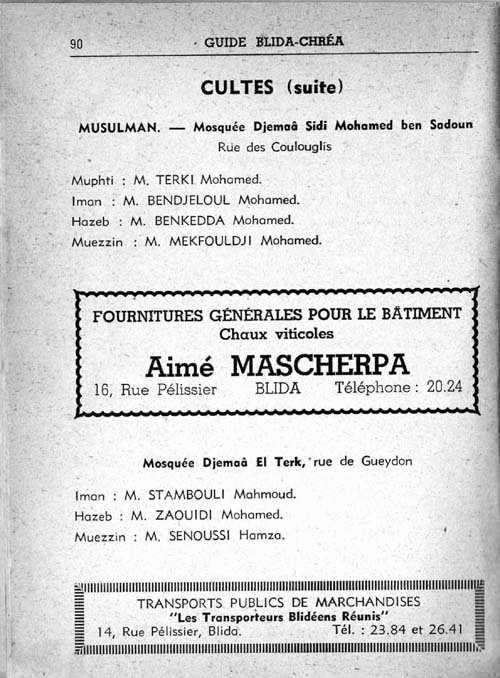 90 GUIDE BLIDA-CHRÉA
CULTES (suite)
MUSULMAN. — Mosquée Djemaâ Sidi Mohamed ben Sadoun
Rue des Coulouglis
Muphti : M. TERKI Mohamed.
Iman : M. BENDJELOUL Mohamed.
Hazeb : M. BENKEDDA Mohamed.
Muezzin : M. MEKFOULDJI Mohamed.
FOURNITURES GÉNÉRALES POUR LE BÂTIMENT
Chaux viticoles
Aimé MASCHERPA
16, Rue Pélissier BLIDA Téléphone : 20.24
Mosquée Djemaâ El Terk, rue de Gueydon
Iman : M. STAMBOULI Mahmoud.
Hazeb : M. ZAOUIDI Mohamed.
Muezzin : M. SENOUSSI Hamza.
TRANSPORTS PUBLICS DE MARCHANDISES
"Les Transporteurs Blidéens Réunis"
14, Rue Pélissier, Blida. Tél. : 23.84 et 26.41